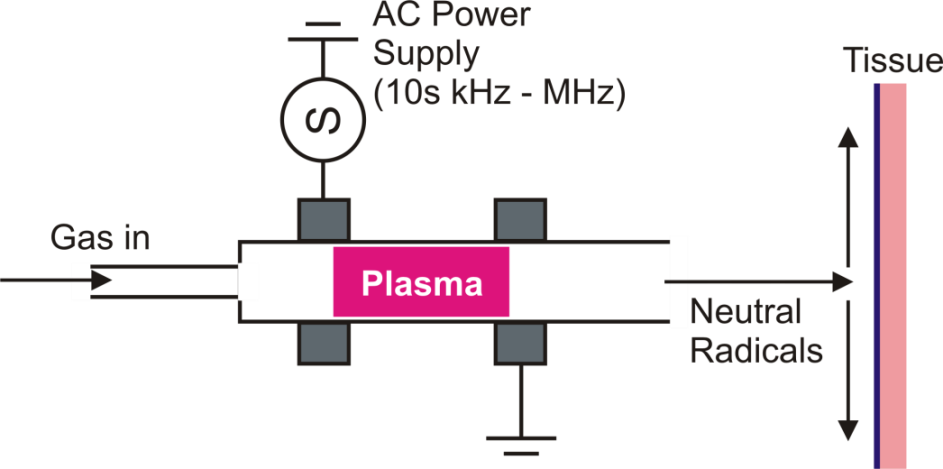 AC Power
Supply
(10s kHz - MHz)
Tissue
S
Gas in
Plasma
Neutral
Radicals